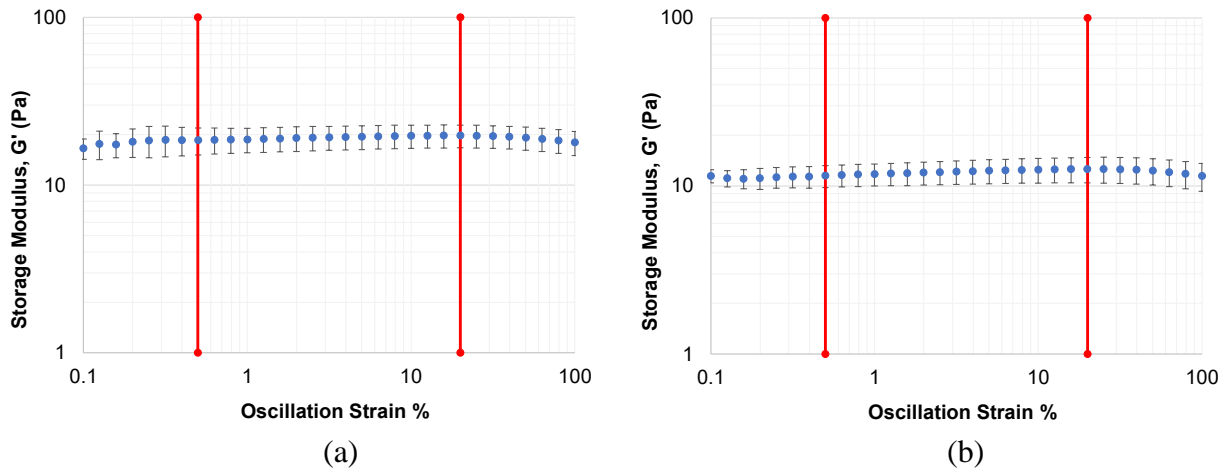 100
10
1
0.1 1 10 100
Storage Modulus, G' (Pa)
Oscillation Strain %
(a)
100
10
1
0.1 1 10 100
Storage Modulus, G' (Pa)
Oscillation Strain %
(b)